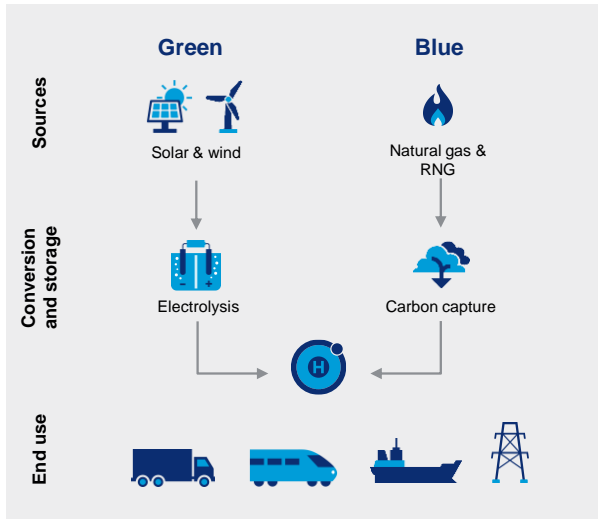 Green
Blue
Sources
Solar & wind
Natural gas &
RNG
Conversion
and storage
- +
Electrolysis
Carbon capture
H
End use